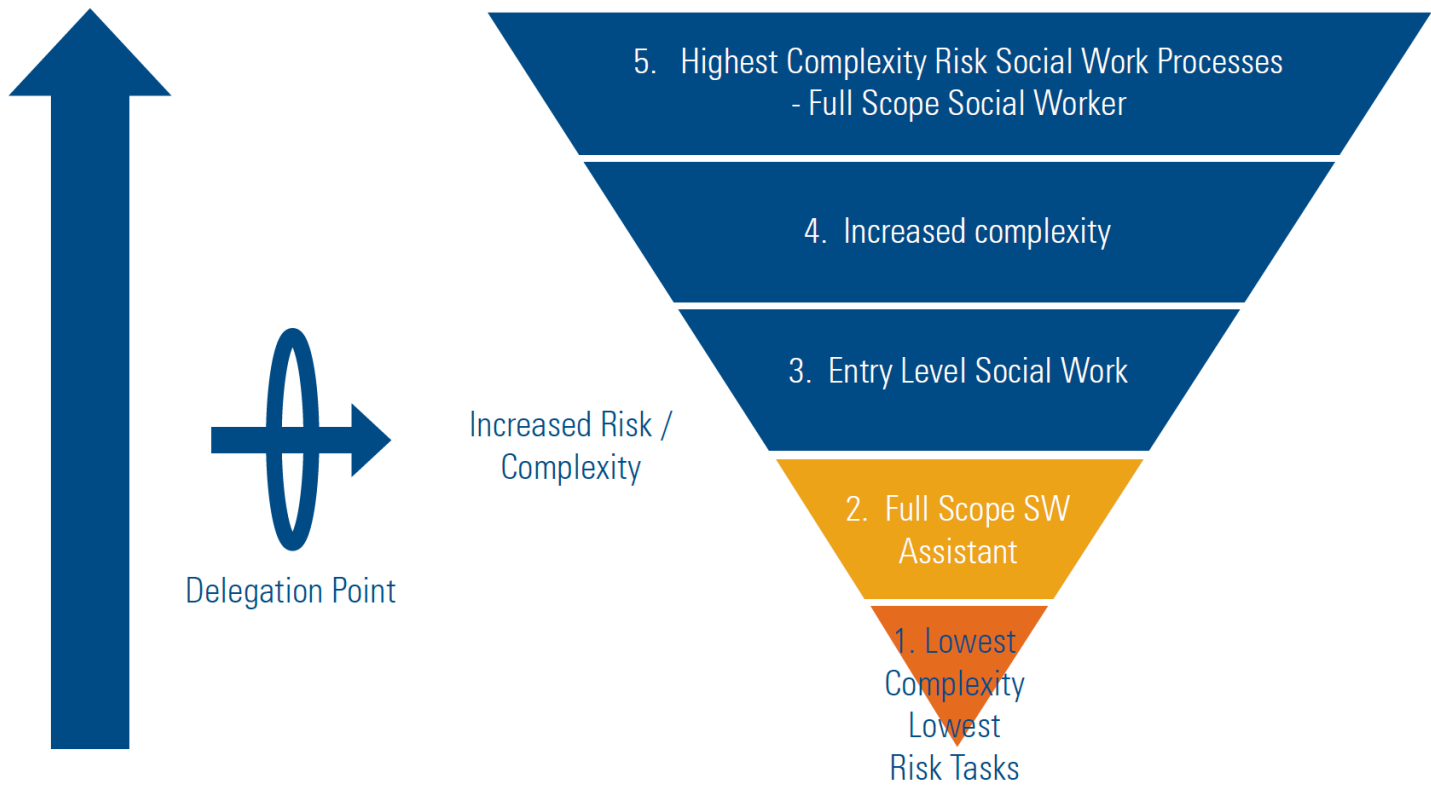 5. Highest Complexity Risk Social Work Processes
- Full Scope Social Worker
4. Increased complexity
3. Entry Level Social Work
Increased Risk /
Complexity
2. Full Scope SW
Assistant
Delegation Point
1. Lowest
Complexity
Lowest
Risk Tasks